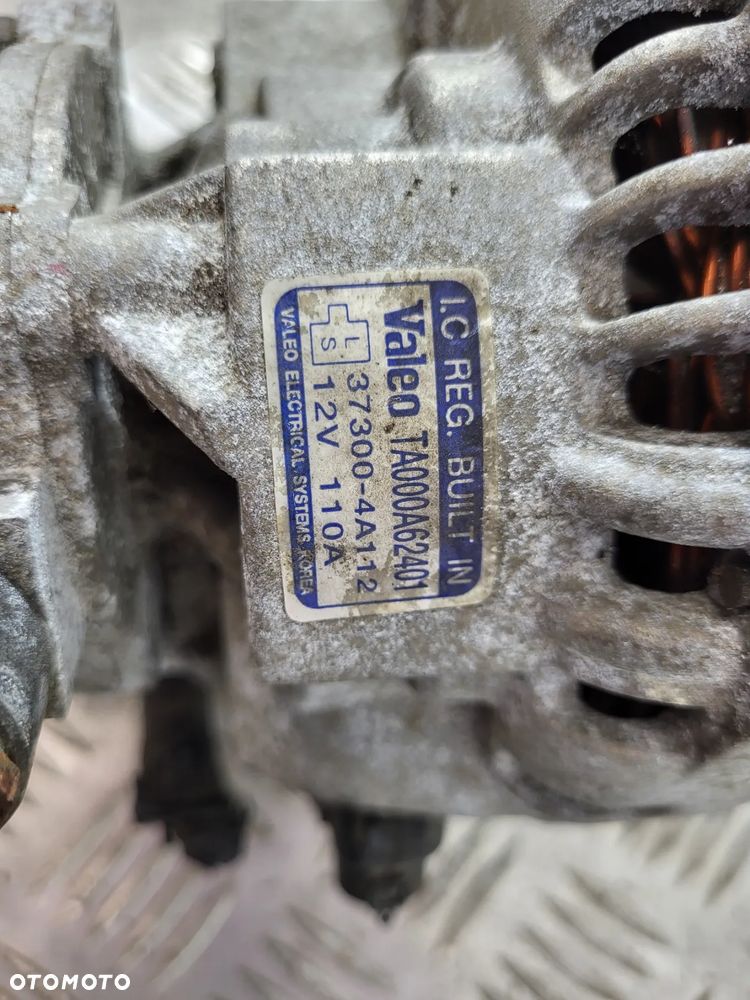 I.C REG. BUILT IN
Valeo TA000A62401
L 37300-4A112
S 12V 110A
VALEO ELECTRICAL SYSTEMS KOREA
OTOMOTO